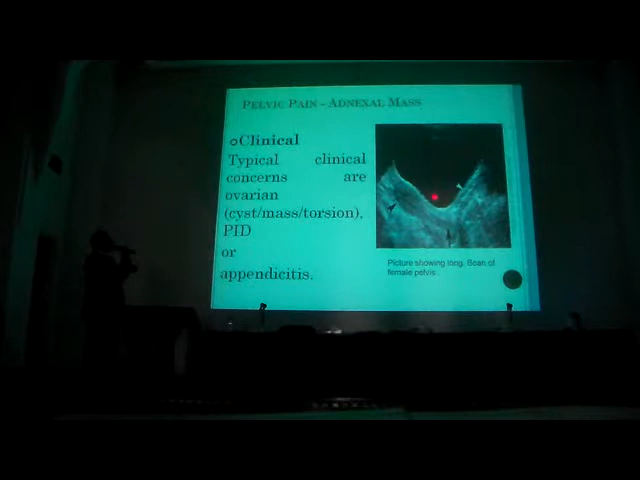 PELVIC PAIN - ADNEXAL MASS
Clinical
Typical clinical
concerns are
ovarian
(cyst/mass/torsion),
PID
or
appendicitis.
Picture showing long. Scan of
female pelvis.